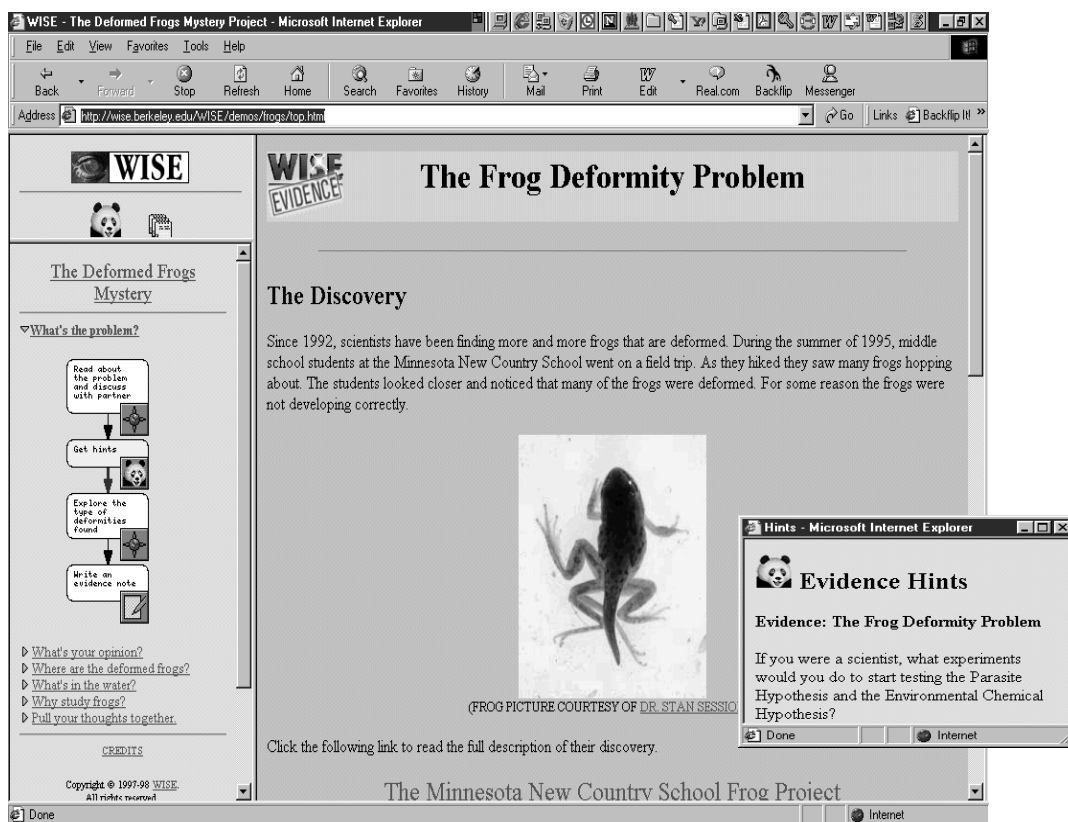 WISE - The Deformed Frogs Mystery Project - Microsoft Internet Explorer
File Edit View Favorites Tools Help
Back Forward Stop Refresh Home Search Favorites History Mail Print Edit Real.com Backflip Messenger
Address http://wise.berkeley.edu/WISE/demos/frogs/top.html Go Links Backflip It! »
WISE
The Deformed Frogs
Mystery
What's the problem?
Read about
the problem
and discuss
with partner
Get hints
Explore the
type of
deformities
found
Write an
evidence note
What's your opinion?
Where are the deformed frogs?
What's in the water?
Why study frogs?
Pull your thoughts together.
CREDITS
Copyright © 1997-98 WISE.
All rights reserved
WISE
EVIDENCE
The Frog Deformity Problem
The Discovery
Since 1992, scientists have been finding more and more frogs that are deformed. During the summer of 1995, middle
school students at the Minnesota New Country School went on a field trip. As they hiked they saw many frogs hopping
about. The students looked closer and noticed that many of the frogs were deformed. For some reason the frogs were
not developing correctly.
(FROG PICTURE COURTESY OF DR. STAN SESSIO
Click the following link to read the full description of their discovery.
The Minnesota New Country School Frog Project
Hints - Microsoft Internet Explorer
Evidence Hints
Evidence: The Frog Deformity Problem
If you were a scientist, what experiments
would you do to start testing the Parasite
Hypothesis and the Environmental Chemical
Hypothesis?
Done Internet
Done Internet